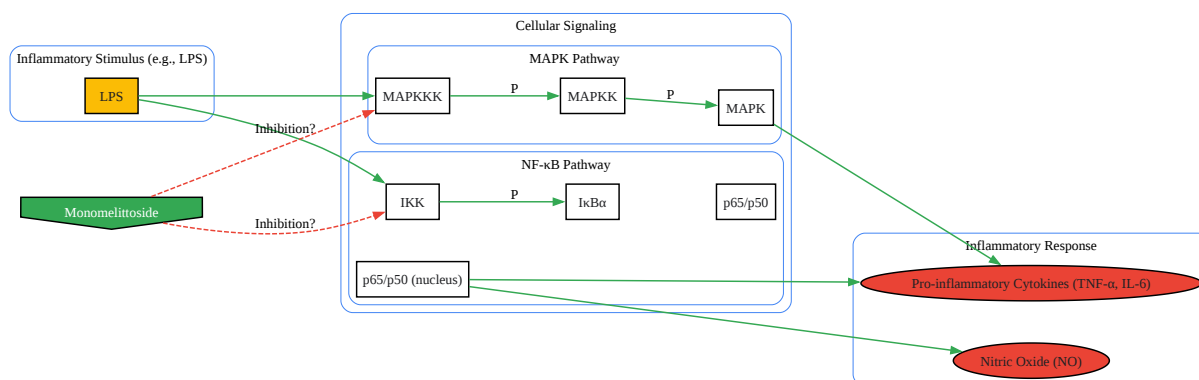 Cellular Signaling
Inflammatory Stimulus (e.g., LPS)
MAPK Pathway
LPS
MAPKKK
P
MAPKK
P
MAPK
Inhibition?
NF-κB Pathway
Monomelittoside
IKK
P
IκBα
p65/p50
Inhibition?
Inflammatory Response
p65/p50 (nucleus)
Pro-inflammatory Cytokines (TNF-α, IL-6)
Nitric Oxide (NO)